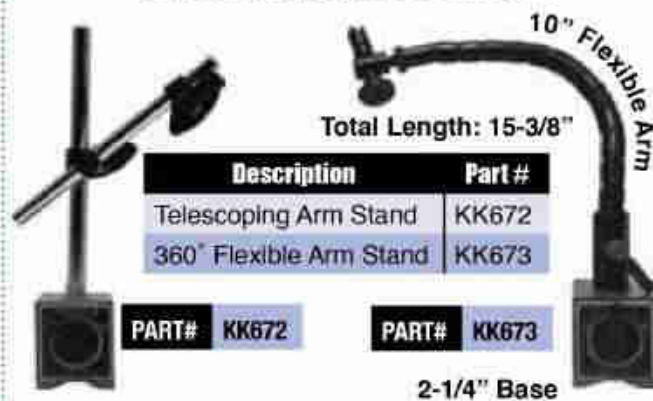 10” Flexible Arm
Total Length: 15-3/8”
Description Part #
Telescoping Arm Stand KK672
360° Flexible Arm Stand KK673
PART# KK672
PART# KK673
2-1/4” Base